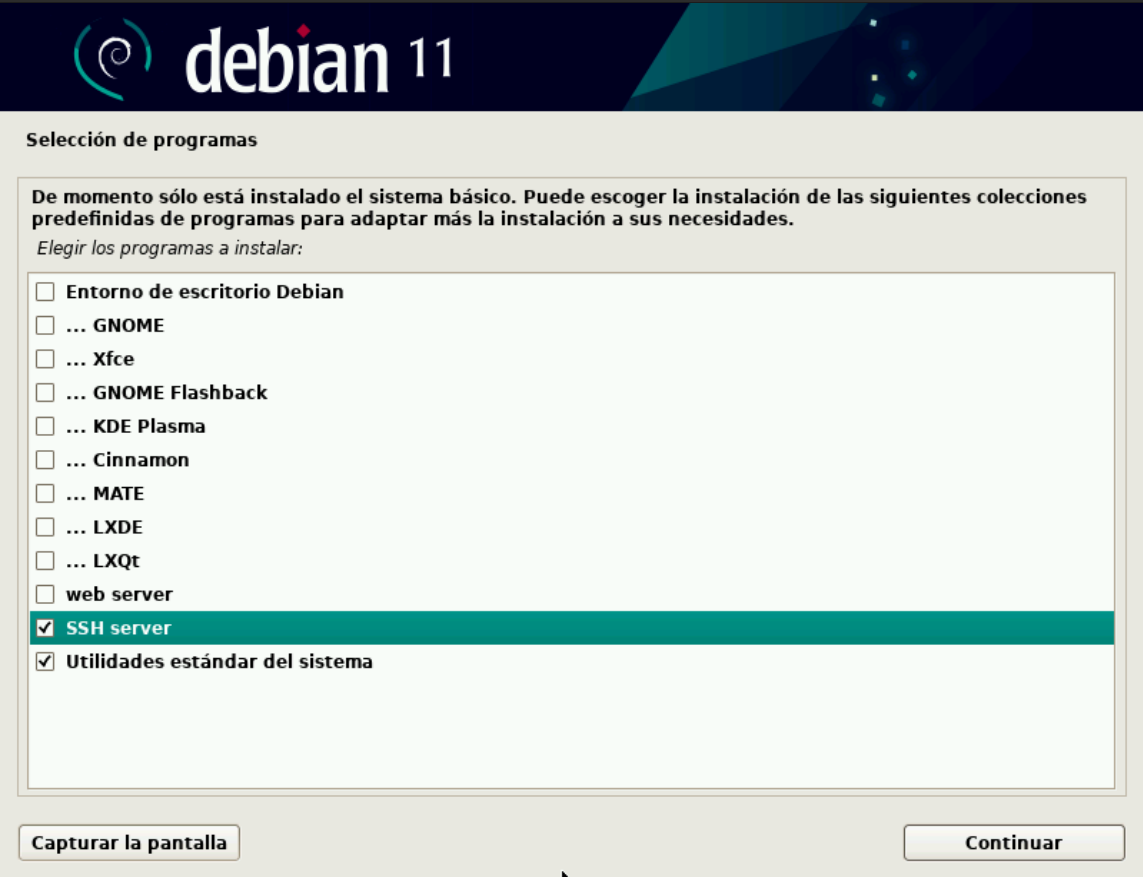 debian 11
Selección de programas
De momento sólo está instalado el sistema básico. Puede escoger la instalación de las siguientes colecciones
predefinidas de programas para adaptar más la instalación a sus necesidades.
Elegir los programas a instalar:
Entorno de escritorio Debian
... GNOME
... Xfce
... GNOME Flashback
... KDE Plasma
... Cinnamon
... MATE
... LXDE
... LXQt
web server
SSH server
Utilidades estándar del sistema
Capturar la pantalla
Continuar